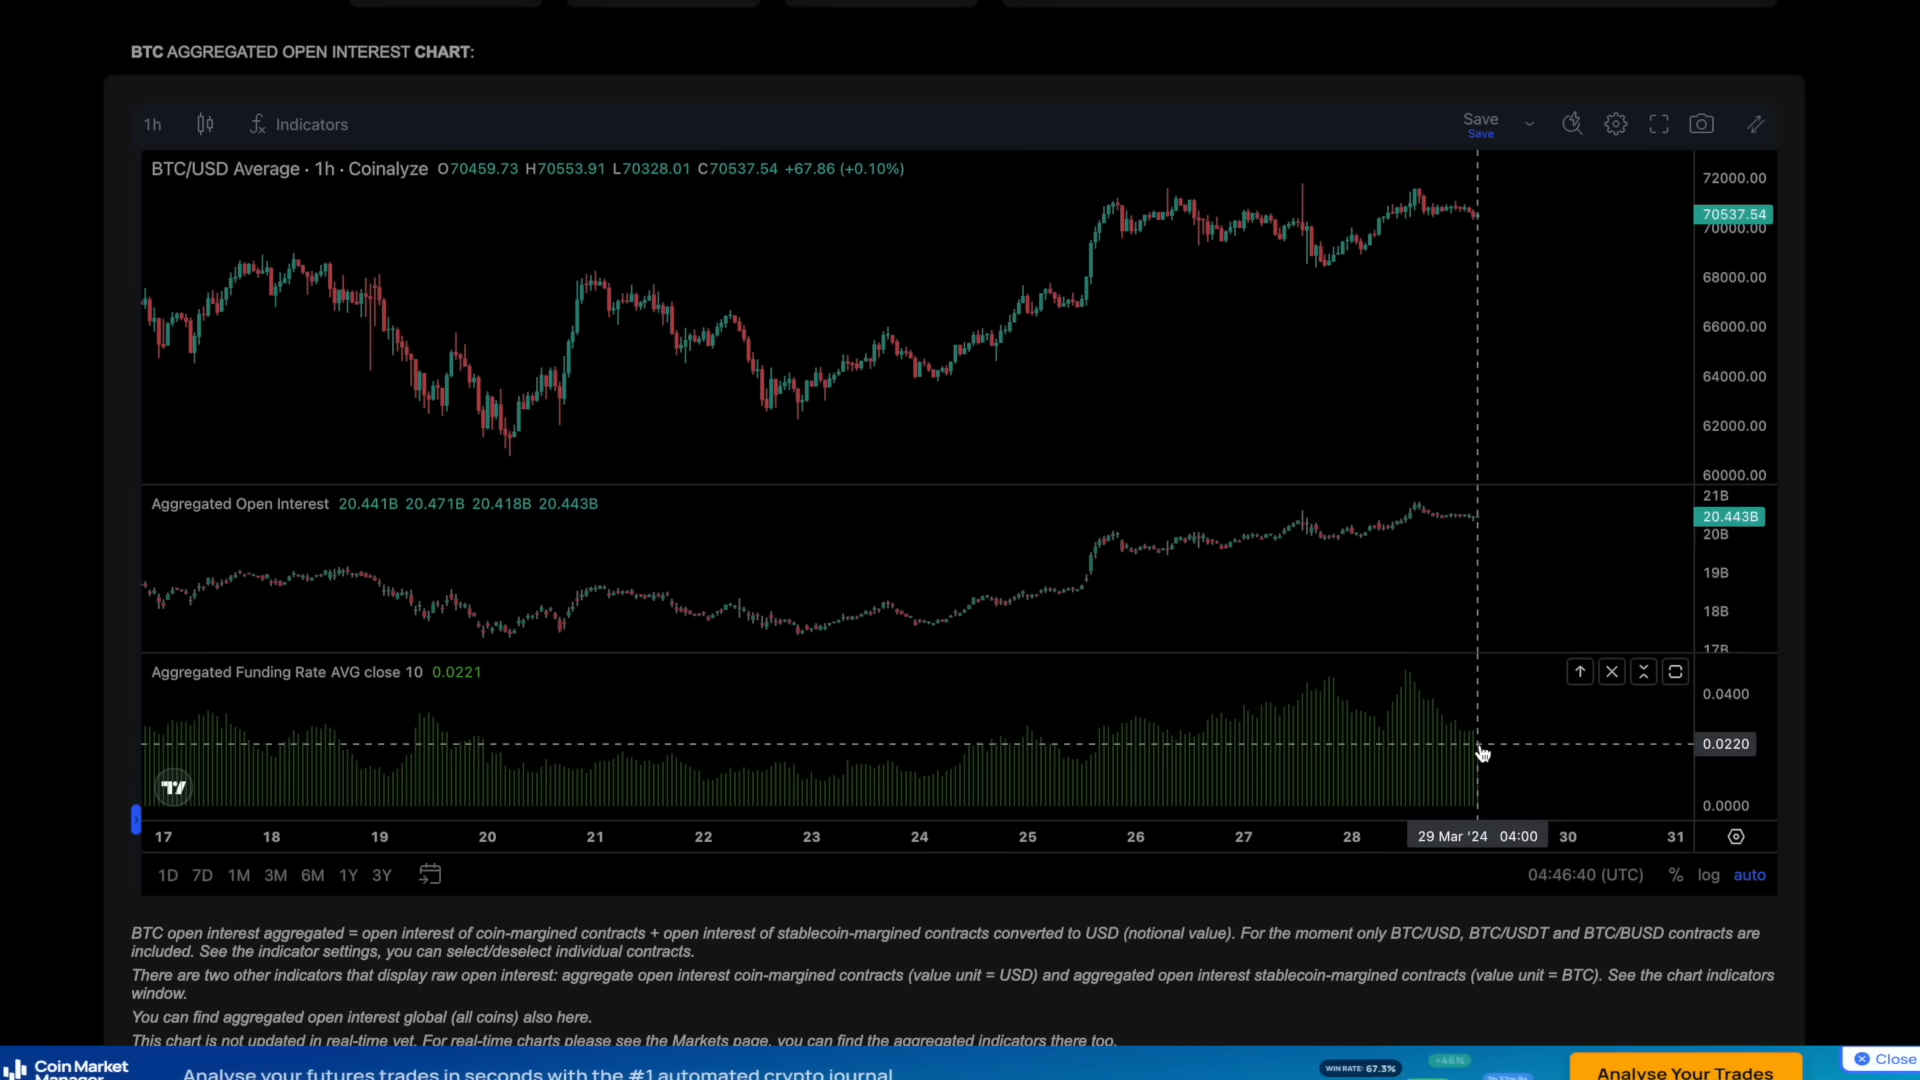 BTC AGGREGATED OPEN INTEREST CHART:
1h Indicators Save
Save
BTC/USD Average · 1h · Coinalyze O70459.73 H70553.91 L70328.01 C70537.54 +67.86 (+0.10%)
72000.00
70537.54
70000.00
68000.00
66000.00
64000.00
62000.00
60000.00
Aggregated Open Interest 20.441B 20.471B 20.418B 20.443B
21B
20.443B
20B
19B
18B
17B
Aggregated Funding Rate AVG close 10 0.0221
0.0400
0.0220
0.0000
17 18 19 20 21 22 23 24 25 26 27 28 29 Mar '24 04:00 30 31
1D 7D 1M 3M 6M 1Y 3Y 04:46:40 (UTC) % log auto
BTC open interest aggregated = open interest of coin-margined contracts + open interest of stablecoin-margined contracts converted to USD (notional value). For the moment only BTC/USD, BTC/USDT and BTC/BUSD contracts are
included. See the indicator settings, you can select/deselect individual contracts.
There are two other indicators that display raw open interest: aggregate open interest coin-margined contracts (value unit = USD) and aggregated open interest stablecoin-margined contracts (value unit = BTC). See the chart indicators
window.
You can find aggregated open interest global (all coins) also here.
This chart is not updated in real-time yet. For real-time charts please see the Markets page, you can find the aggregated indicators there too.
Coin Market
Manager
Analyse your futures trades in seconds with the #1 automated crypto journal
WIN RATE: 67.3%
+46%
Analyse Your Trades
Close